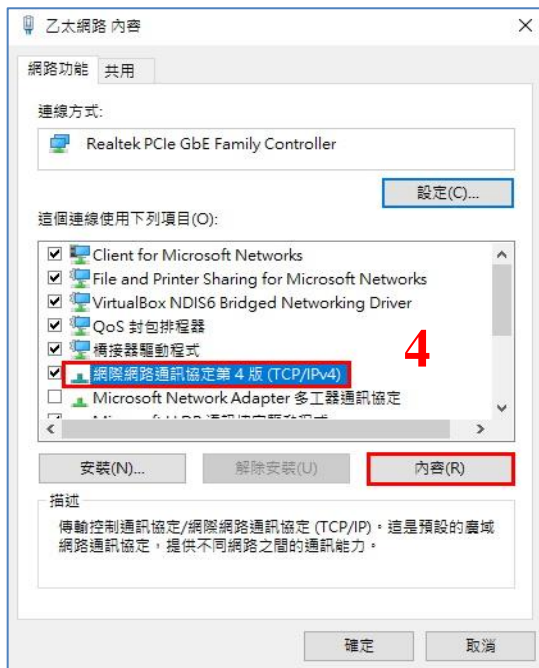 乙太網路 內容
網路功能 共用
連線方式:
Realtek PCIe GbE Family Controller
設定(C)...
這個連線使用下列項目(O):
Client for Microsoft Networks
File and Printer Sharing for Microsoft Networks
VirtualBox NDIS6 Bridged Networking Driver
QoS 封包排程器
橋接器驅動程式
4
網際網路通訊協定第 4 版 (TCP/IPv4)
Microsoft Network Adapter 多工器通訊協定
安裝(N)... 解除安裝(U) 內容(R)
描述
傳輸控制通訊協定/網際網路通訊協定 (TCP/IP)。這是預設的廣域
網路通訊協定，提供不同網路之間的通訊能力。
確定 取消